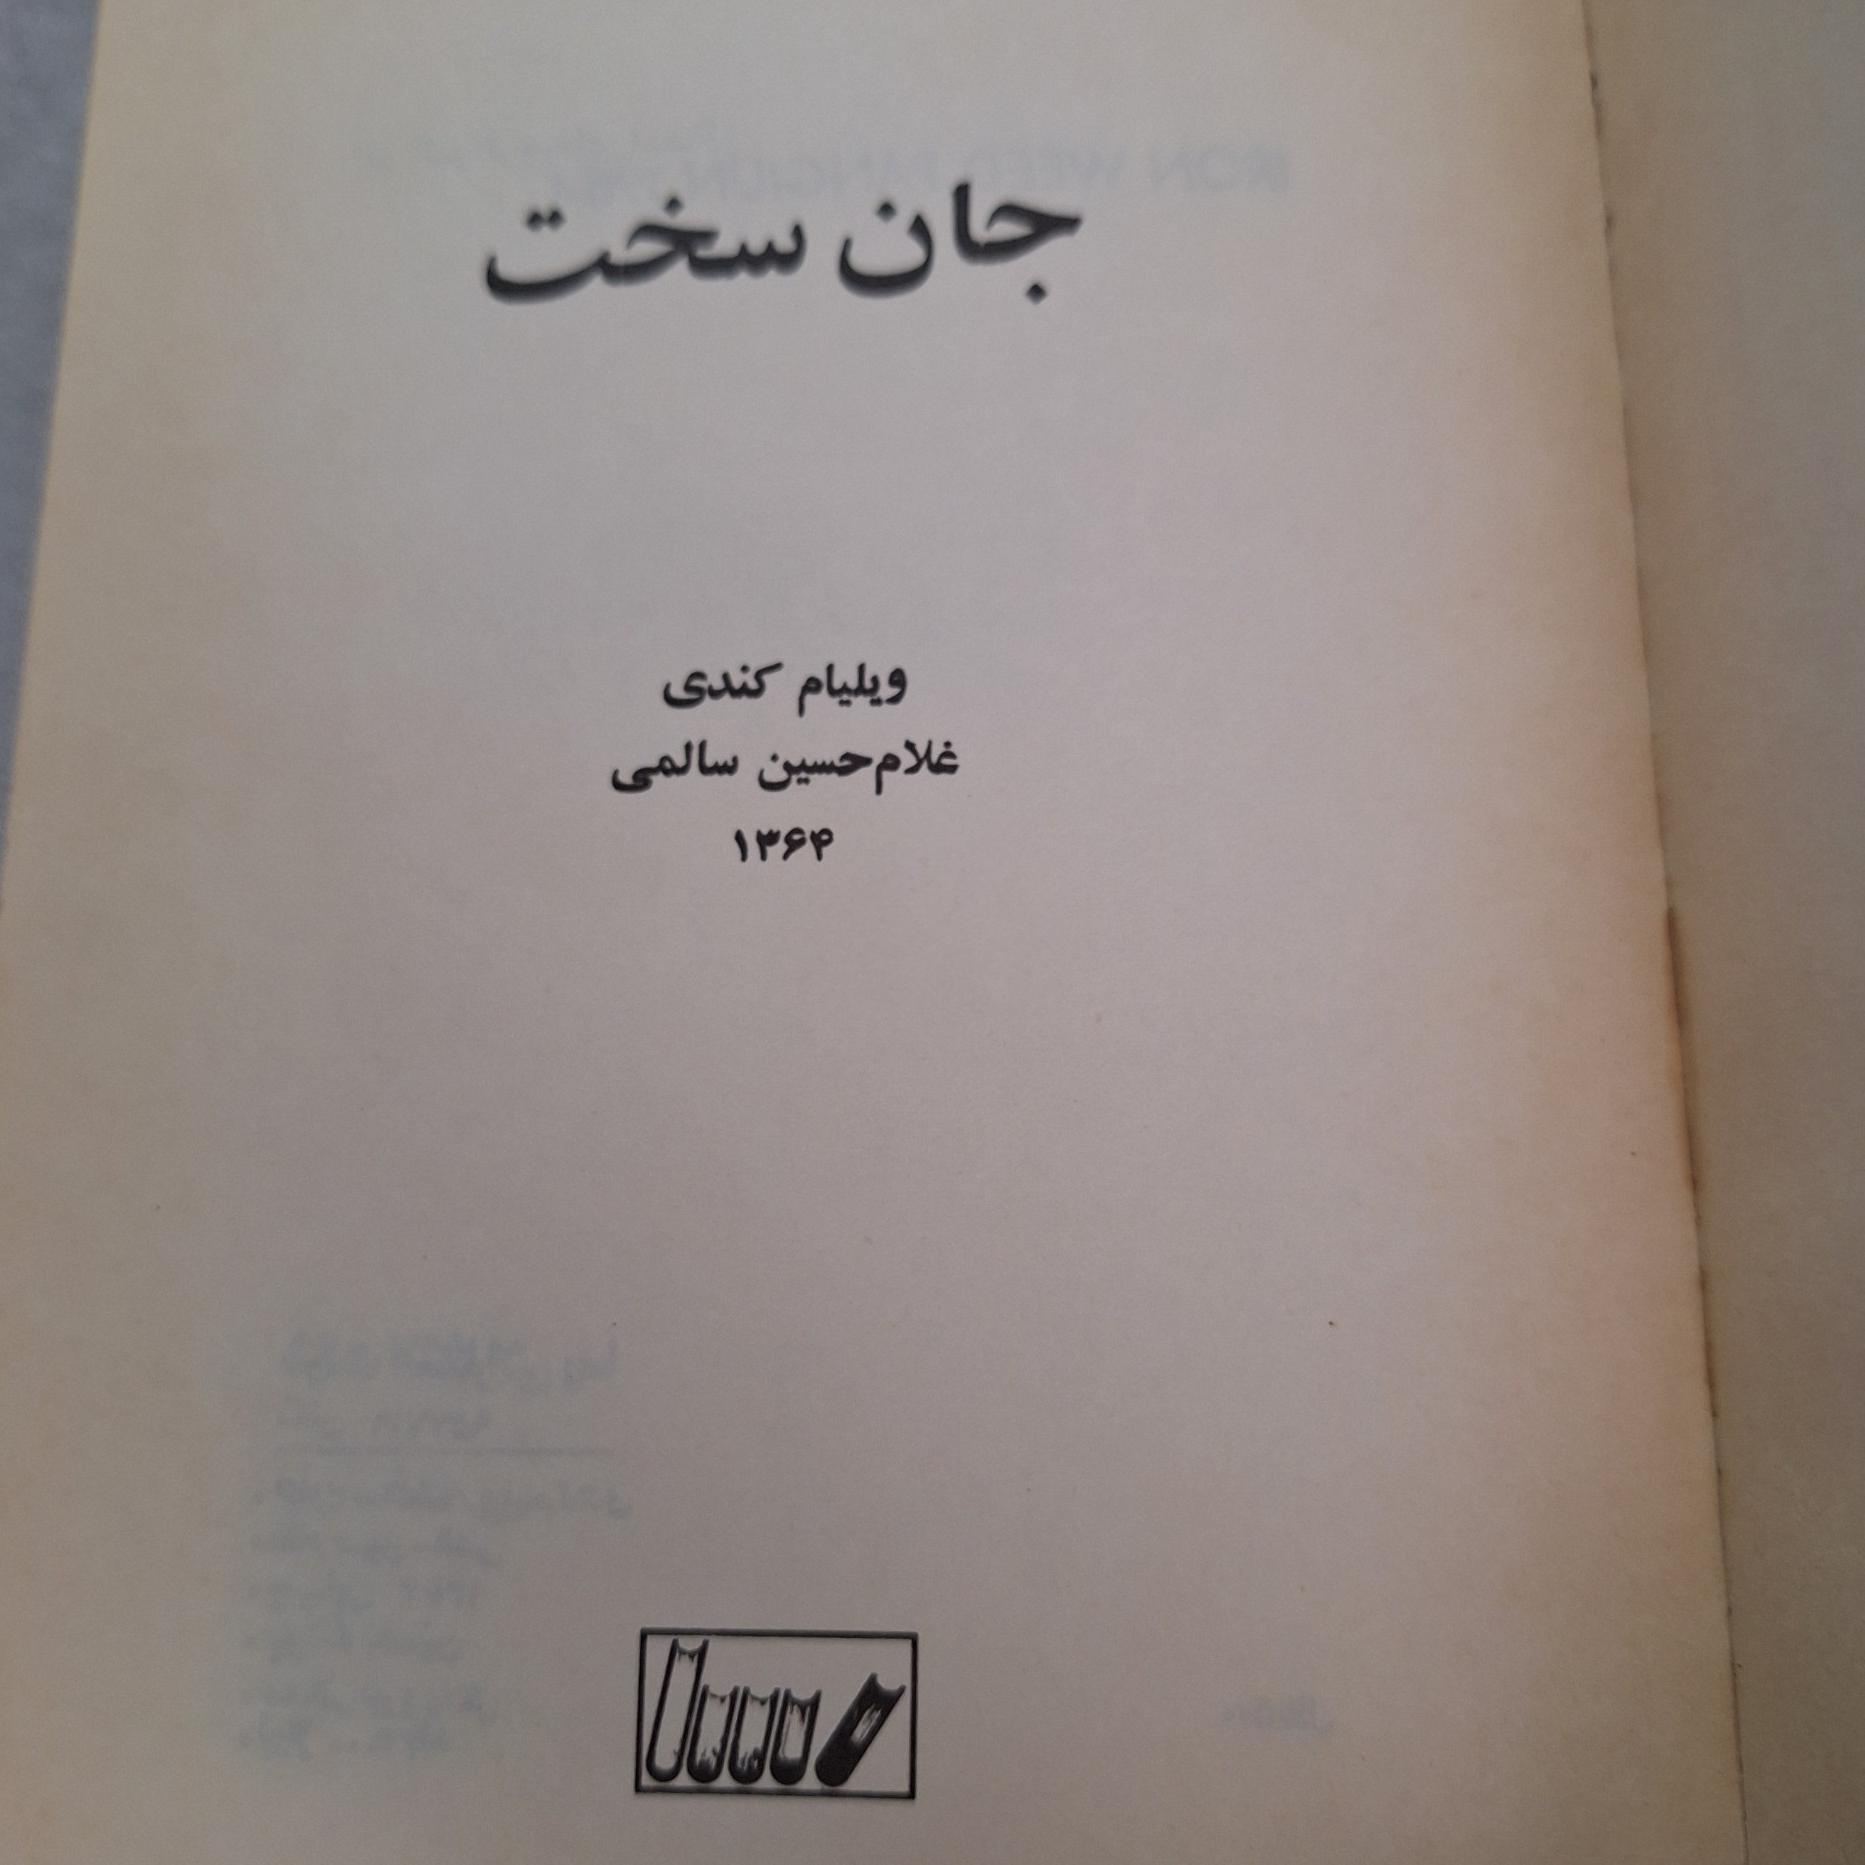 جان سخت
ویلیام کندی
غلام‌حسین سالمی
۱۳۶۴